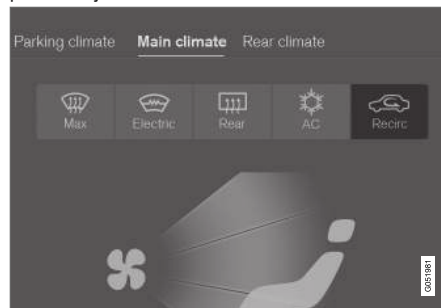 Parking climate Main climate Rear climate
Max Electric Rear AC Recirc
G051981